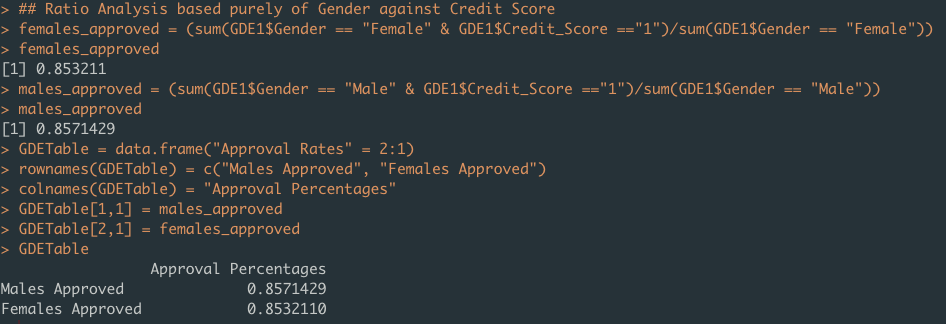 > ## Ratio Analysis based purely of Gender against Credit Score
> females_approved = (sum(GDE1$Gender == "Female" & GDE1$Credit_Score =="1")/sum(GDE1$Gender == "Female"))
> females_approved
[1] 0.853211
> males_approved = (sum(GDE1$Gender == "Male" & GDE1$Credit_Score =="1")/sum(GDE1$Gender == "Male"))
> males_approved
[1] 0.8571429
> GDETable = data.frame("Approval Rates" = 2:1)
> rownames(GDETable) = c("Males Approved", "Females Approved")
> colnames(GDETable) = "Approval Percentages"
> GDETable[1,1] = males_approved
> GDETable[2,1] = females_approved
> GDETable
Approval Percentages
Males Approved 0.8571429
Females Approved 0.8532110